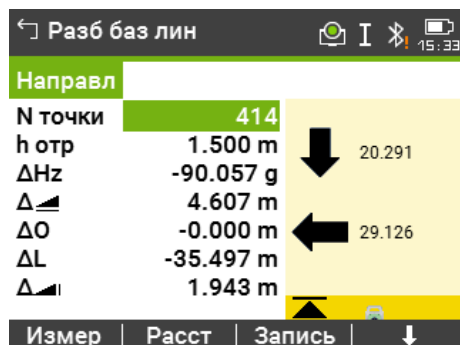 Разб баз лин I 15:33
Направл
N точки 414
h отр 1.500 m
ΔHz -90.057 g
Δ 4.607 m
ΔO -0.000 m
ΔL -35.497 m
Δ 1.943 m
20.291
29.126
Измер | Расст | Запись